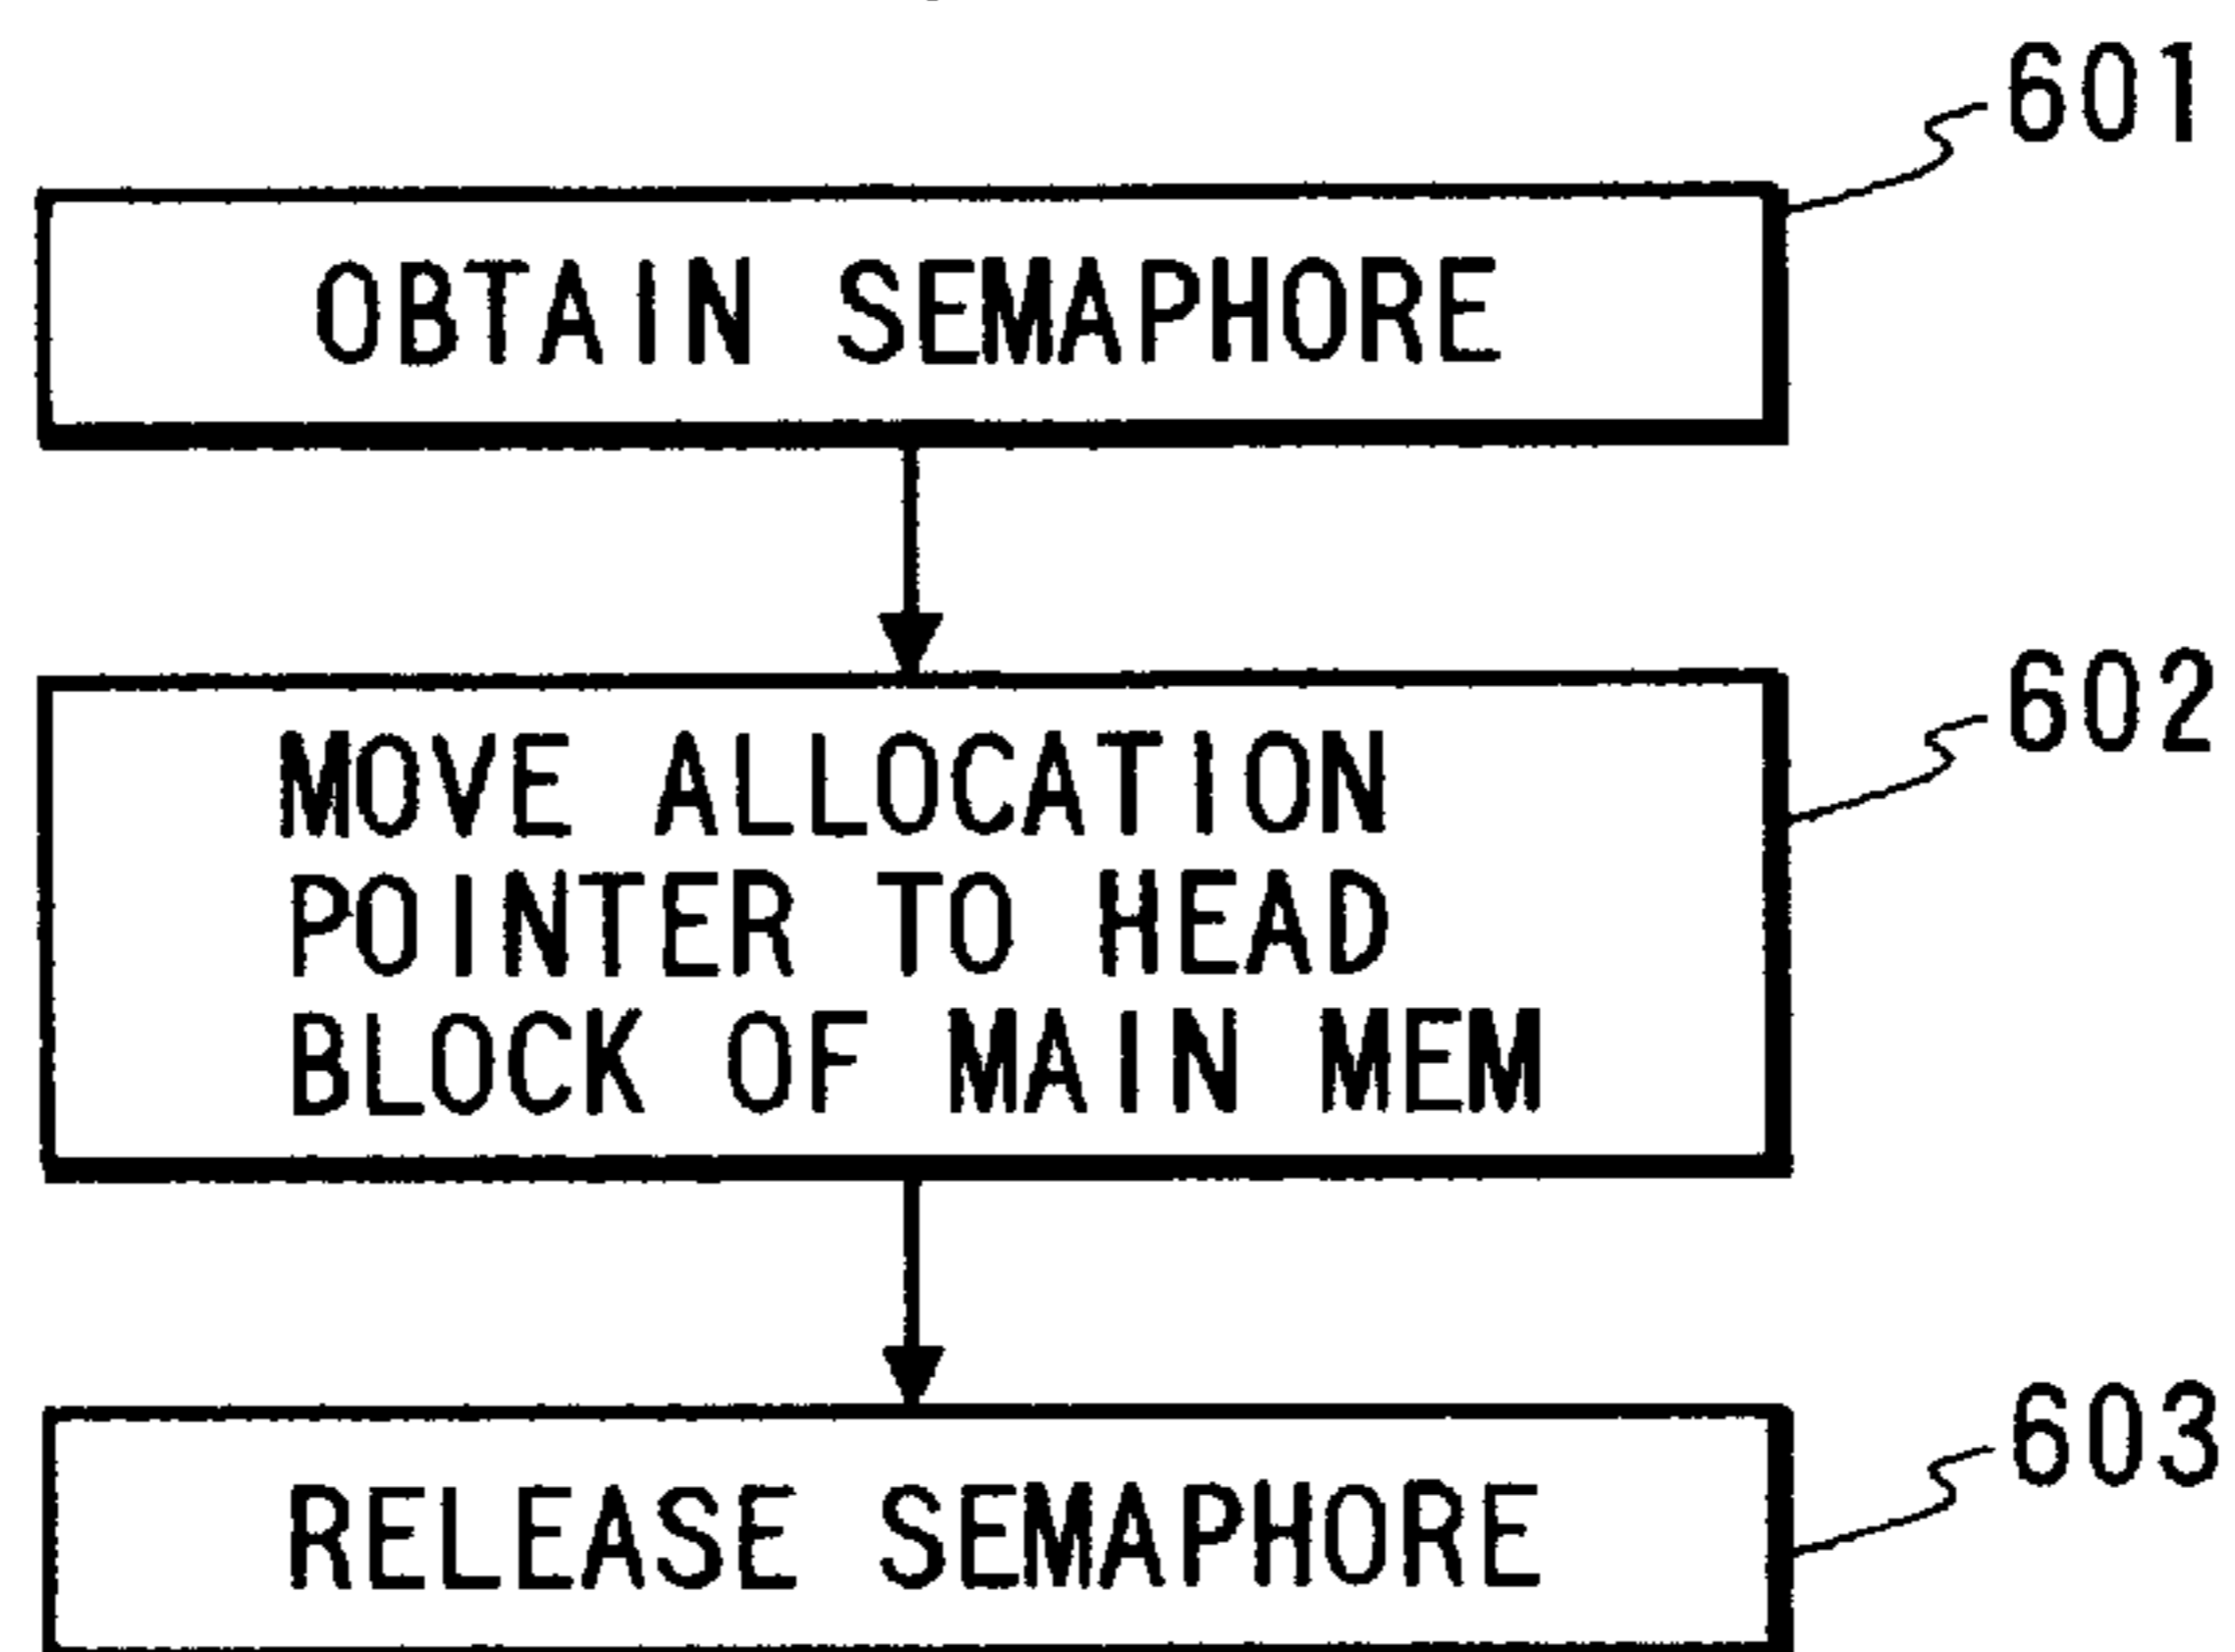 601
OBTAIN SEMAPHORE
602
MOVE ALLOCATION
POINTER TO HEAD
BLOCK OF MAIN MEM
603
RELEASE SEMAPHORE